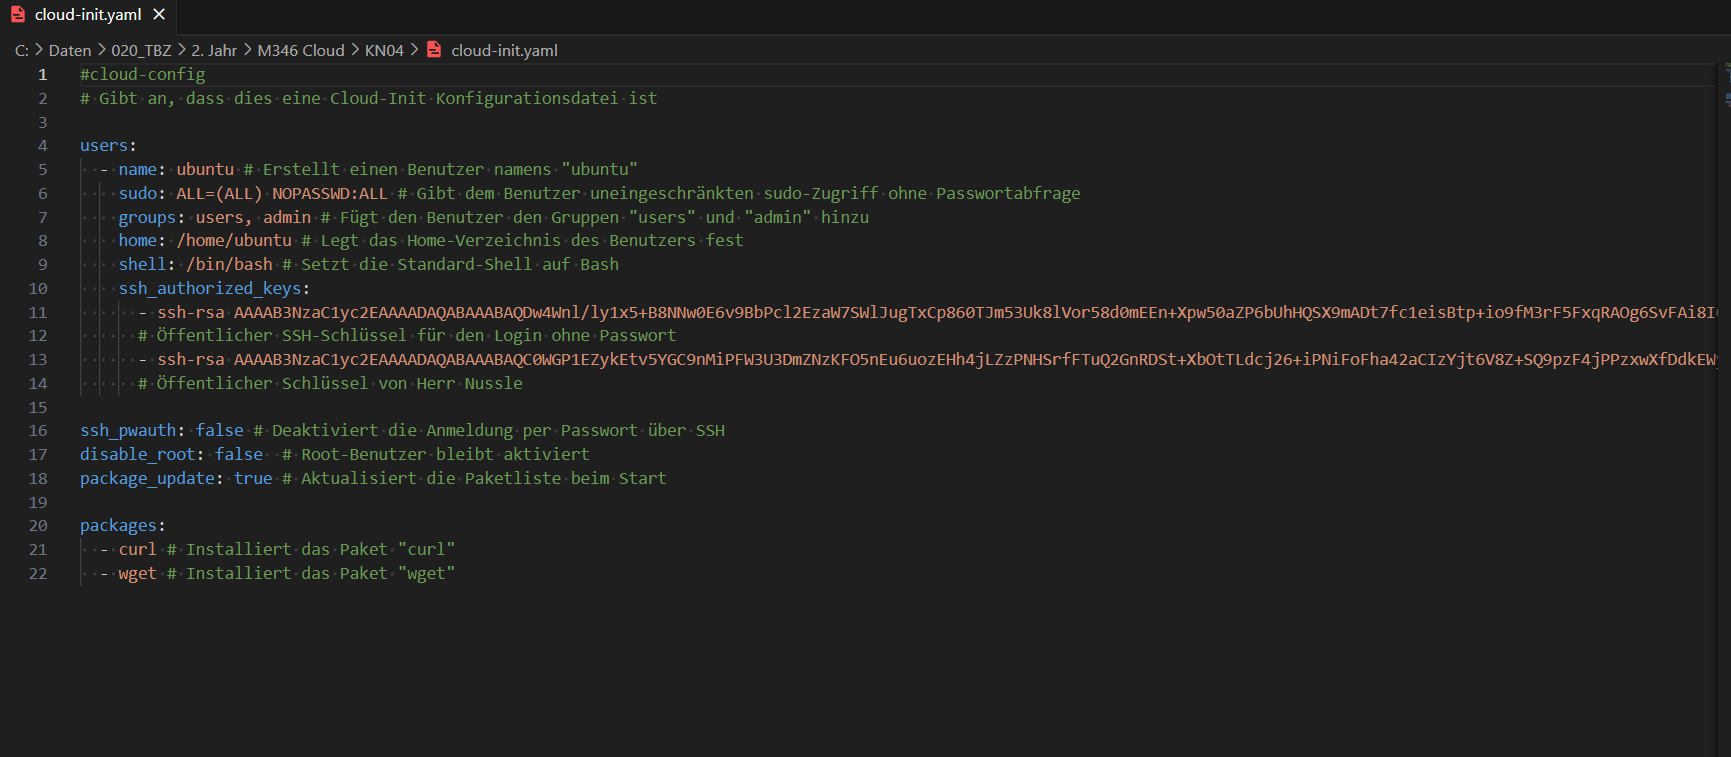 cloud-init.yaml
C: > Daten > 020_TBZ > 2. Jahr > M346 Cloud > KN04 > cloud-init.yaml
1 #cloud-config
2 # Gibt an, dass dies eine Cloud-Init Konfigurationsdatei ist
3
4 users:
5 - name: ubuntu # Erstellt einen Benutzer namens "ubuntu"
6 sudo: ALL=(ALL) NOPASSWD:ALL # Gibt dem Benutzer uneingeschränkten sudo-Zugriff ohne Passwortabfrage
7 groups: users, admin # Fügt den Benutzer den Gruppen "users" und "admin" hinzu
8 home: /home/ubuntu # Legt das Home-Verzeichnis des Benutzers fest
9 shell: /bin/bash # Setzt die Standard-Shell auf Bash
10 ssh_authorized_keys:
11 - ssh-rsa AAAAB3NzaC1yc2EAAAADAQABAAABAQDw4Wnl/ly1x5+B8NNw0E6v9BbPcl2EzaW7SWlJugTxCp860TJm53Uk8lVor58d0mEEn+Xpw50aZP6bUhHQSX9mADt7fc1eisBtp+io9fM3rF5FxqRAOg6SvFAi8I
12 # Öffentlicher SSH-Schlüssel für den Login ohne Passwort
13 - ssh-rsa AAAAB3NzaC1yc2EAAAADAQABAAABAQC0WGP1EZykEtv5YGC9nMiPFW3U3DmZNzKFO5nEu6uozEHh4jLZzPNHSrfFTuQ2GnRDSt+XbOtTLdcj26+iPNiFoFha42aCIzYjt6V8Z+SQ9pzF4jPPzxwXfDdkEW
14 # Öffentlicher Schlüssel von Herr Nussle
15
16 ssh_pwauth: false # Deaktiviert die Anmeldung per Passwort über SSH
17 disable_root: false # Root-Benutzer bleibt aktiviert
18 package_update: true # Aktualisiert die Paketliste beim Start
19
20 packages:
21 - curl # Installiert das Paket "curl"
22 - wget # Installiert das Paket "wget"